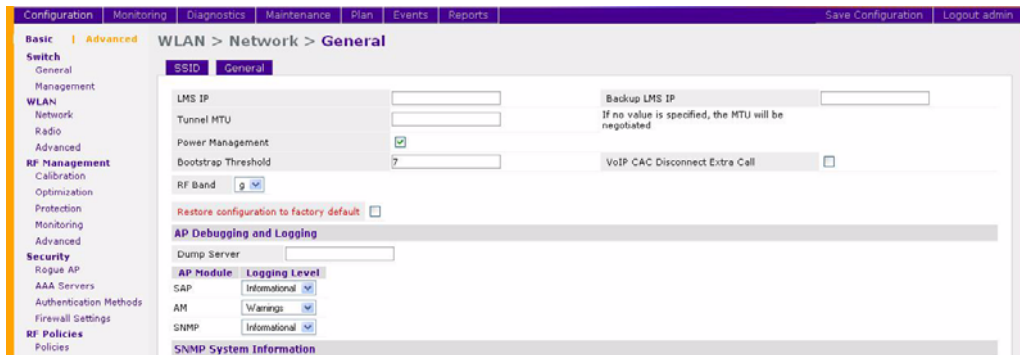 Configuration Monitoring Diagnostics Maintenance Plan Events Reports Save Configuration Logout admin
Basic | Advanced
Switch
General
Management
WLAN
Network
Radio
Advanced
RF Management
Calibration
Optimization
Protection
Monitoring
Advanced
Security
Rogue AP
AAA Servers
Authentication Methods
Firewall Settings
RF Policies
Policies
WLAN > Network > General
SSID General
LMS IP Backup LMS IP
Tunnel MTU If no value is specified, the MTU will be
negotiated
Power Management
Bootstrap Threshold 7 VoIP CAC Disconnect Extra Call
RF Band g
Restore configuration to factory default
AP Debugging and Logging
Dump Server
AP Module Logging Level
SAP Informational
AM Warnings
SNMP Informational
SNMP System Information